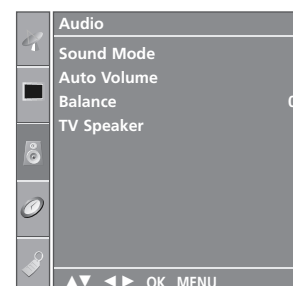 Audio
Sound Mode
Auto Volume
Balance 0
TV Speaker
▲▼ ◄► OK MENU